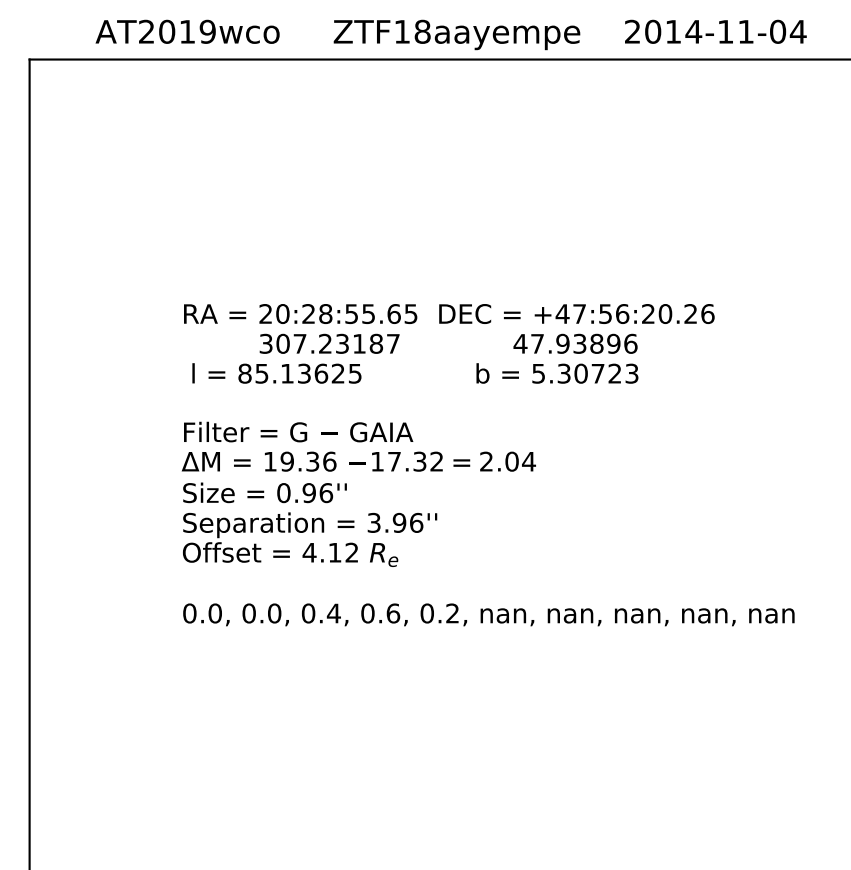 AT2019wco ZTF18aayempe 2014-11-04
RA = 20:28:55.65 DEC = +47:56:20.26
307.23187 47.93896
l = 85.13625 b = 5.30723
Filter = G − GAIA
ΔM = 19.36 −17.32 = 2.04
Size = 0.96''
Separation = 3.96''
Offset = 4.12 Re
0.0, 0.0, 0.4, 0.6, 0.2, nan, nan, nan, nan, nan